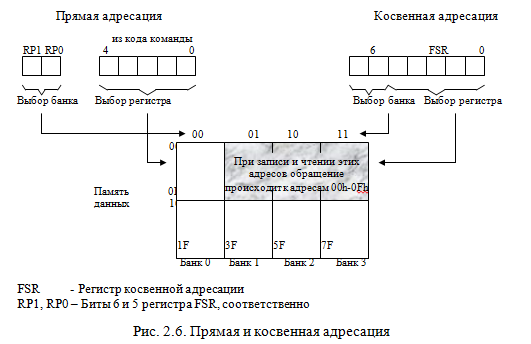 Прямая адресация Косвенная адресация
из кода команды
RP1 RP0 4 0 6 FSR 0
Выбор банка Выбор регистра Выбор банка Выбор регистра
00 01 10 11
00
При записи и чтении этих
адресов обращение
происходит к адресам 00h-0Fh
Память
данных
1F 3F 5F 7F
Банк 0 Банк 1 Банк 2 Банк 3
FSR - Регистр косвенной адресации
RP1, RP0 – Биты 6 и 5 регистра FSR, соответственно
Рис. 2.6. Прямая и косвенная адресация